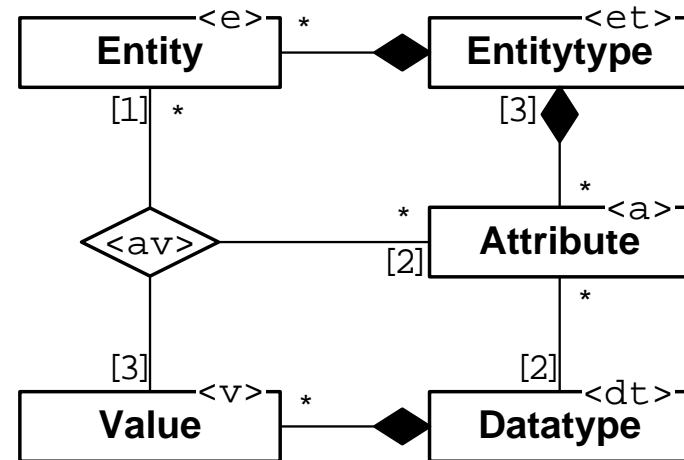 <e>
<et>
Entity
*
Entitytype
[1]
*
[3]
*
<a>
<av>
*
Attribute
[2]
*
[3]
[2]
<v>
<dt>
Value
*
Datatype